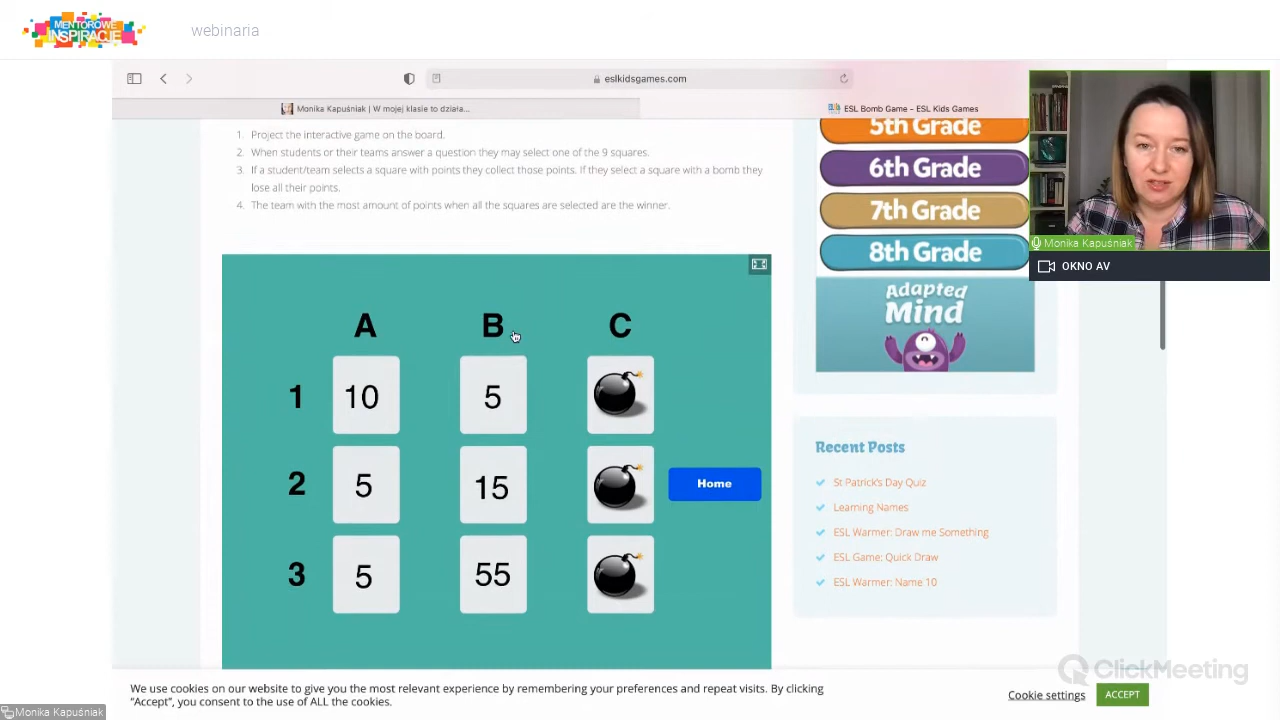 MENTOROWE
INSPIRACJE
webinaria
eslkidsgames.com
Monika Kapuśniak | W mojej klasie to działa...
ESL Bomb Game – ESL Kids Games
1. Project the interactive game on the board.
2. When students or their teams answer a question they may select one of the 9 squares.
3. If a student/team selects a square with points they collect those points. If they select a square with a bomb they
lose all their points.
4. The team with the most amount of points when all the squares are selected are the winner.
5th Grade
6th Grade
7th Grade
8th Grade
Adapted
Mind
Monika Kapuśniak
OKNO AV
A B C
1 10 5
2 5 15
3 5 55
Home
Recent Posts
St Patrick's Day Quiz
Learning Names
ESL Warmer: Draw me Something
ESL Game: Quick Draw
ESL Warmer: Name 10
ClickMeeting
We use cookies on our website to give you the most relevant experience by remembering your preferences and repeat visits. By clicking
"Accept", you consent to the use of ALL the cookies.
Cookie settings
ACCEPT
Monika Kapuśniak